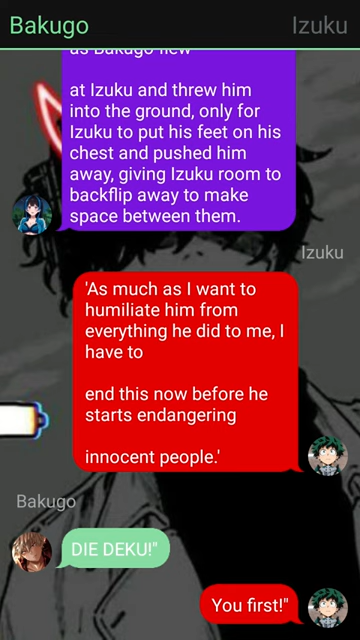 Bakugo
Izuku
as Bakugo flew
at Izuku and threw him
into the ground, only for
Izuku to put his feet on his
chest and pushed him
away, giving Izuku room to
backflip away to make
space between them.
Izuku
'As much as I want to
humiliate him from
everything he did to me, I
have to
end this now before he
starts endangering
innocent people.'
Bakugo
DIE DEKU!"
You first!"